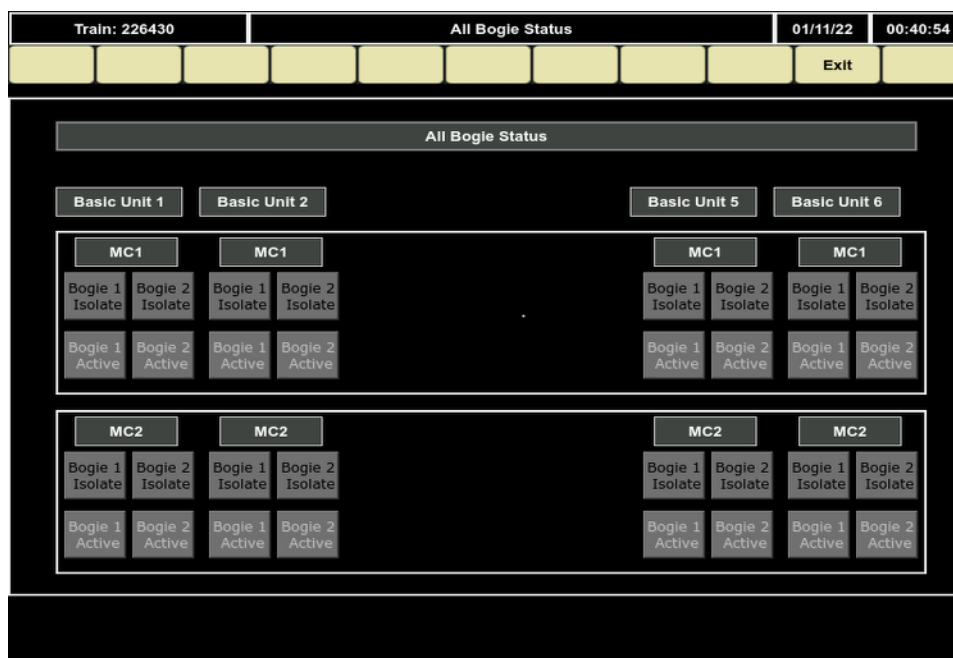 Train: 226430 All Bogie Status 01/11/22 00:40:54
Exit
All Bogie Status
Basic Unit 1 Basic Unit 2 Basic Unit 5 Basic Unit 6
MC1 MC1 MC1 MC1
Bogie 1 Bogie 2 Bogie 1 Bogie 2 Bogie 1 Bogie 2 Bogie 1 Bogie 2
Isolate Isolate Isolate Isolate Isolate Isolate Isolate Isolate
Bogie 1 Bogie 2 Bogie 1 Bogie 2 Bogie 1 Bogie 2 Bogie 1 Bogie 2
Active Active Active Active Active Active Active Active
MC2 MC2 MC2 MC2
Bogie 1 Bogie 2 Bogie 1 Bogie 2 Bogie 1 Bogie 2 Bogie 1 Bogie 2
Isolate Isolate Isolate Isolate Isolate Isolate Isolate Isolate
Bogie 1 Bogie 2 Bogie 1 Bogie 2 Bogie 1 Bogie 2 Bogie 1 Bogie 2
Active Active Active Active Active Active Active Active